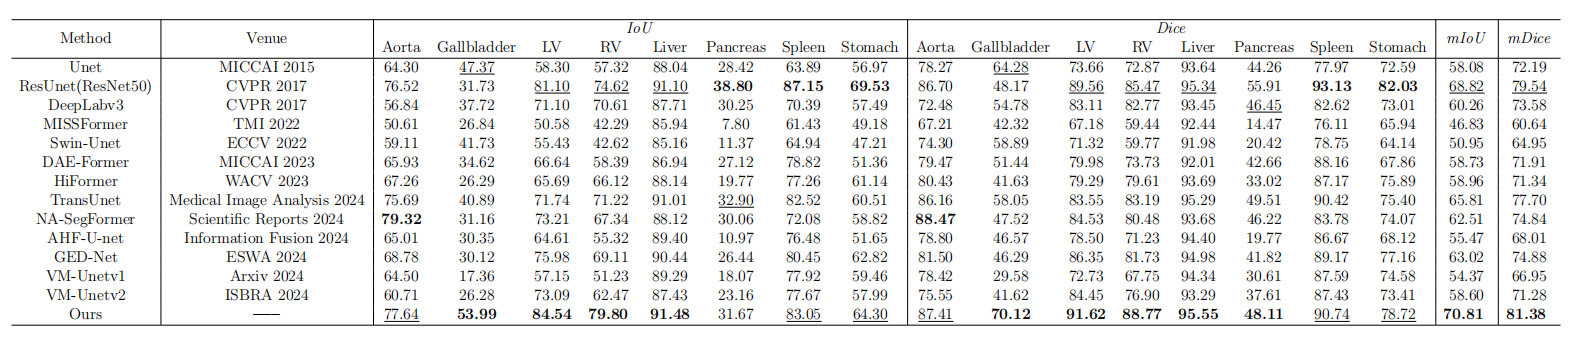 Method Venue IoU Dice mIoU mDice
Aorta Gallbladder LV RV Liver Pancreas Spleen Stomach Aorta Gallbladder LV RV Liver Pancreas Spleen Stomach
Unet MICCAI 2015 64.30 47.37 58.30 57.32 88.04 28.42 63.89 56.97 78.27 64.28 73.66 72.87 93.64 44.26 77.97 72.59 58.08 72.19
ResUnet(ResNet50) CVPR 2017 76.52 31.73 81.10 74.62 91.10 38.80 87.15 69.53 86.70 48.17 89.56 85.47 95.34 55.91 93.13 82.03 68.82 79.54
DeepLabv3 CVPR 2017 56.84 37.72 71.10 70.61 87.71 30.25 70.39 57.49 72.48 54.78 83.11 82.77 93.45 46.45 82.62 73.01 60.26 73.58
MISSFormer TMI 2022 50.61 26.84 50.58 42.29 85.94 7.80 61.43 49.18 67.21 42.32 67.18 59.44 92.44 14.47 76.11 65.94 46.83 60.64
Swin-Unet ECCV 2022 59.11 41.73 55.43 42.62 85.16 11.37 64.94 47.21 74.30 58.89 71.32 59.77 91.98 20.42 78.75 64.14 50.95 64.95
DAE-Former MICCAI 2023 65.93 34.62 66.64 58.39 86.94 27.12 78.82 51.36 79.47 51.44 79.98 73.73 92.01 42.66 88.16 67.86 58.73 71.91
HiFormer WACV 2023 67.26 26.29 65.69 66.12 88.14 19.77 77.26 61.14 80.43 41.63 79.29 79.61 93.69 33.02 87.17 75.89 58.96 71.34
TransUnet Medical Image Analysis 2024 75.69 40.89 71.74 71.22 91.01 32.90 82.52 60.51 86.16 58.05 83.55 83.19 95.29 49.51 90.42 75.40 65.81 77.70
NA-SegFormer Scientific Reports 2024 79.32 31.16 73.21 67.34 88.12 30.06 72.08 58.82 88.47 47.52 84.53 80.48 93.68 46.22 83.78 74.07 62.51 74.84
AHF-U-net Information Fusion 2024 65.01 30.35 64.61 55.32 89.40 10.97 76.48 51.65 78.80 46.57 78.50 71.23 94.40 19.77 86.67 68.12 55.47 68.01
GED-Net ESWA 2024 68.78 30.12 75.98 69.11 90.44 26.44 80.45 62.82 81.50 46.29 86.35 81.73 94.98 41.82 89.17 77.16 63.02 74.88
VM-Unetv1 Arxiv 2024 64.50 17.36 57.15 51.23 89.29 18.07 77.92 59.46 78.42 29.58 72.73 67.75 94.34 30.61 87.59 74.58 54.37 66.95
VM-Unetv2 ISBRA 2024 60.71 26.28 73.09 62.47 87.43 23.16 77.67 57.99 75.55 41.62 84.45 76.90 93.29 37.61 87.43 73.41 58.60 71.28
Ours —— 77.64 53.99 84.54 79.80 91.48 31.67 83.05 64.30 87.41 70.12 91.62 88.77 95.55 48.11 90.74 78.72 70.81 81.38